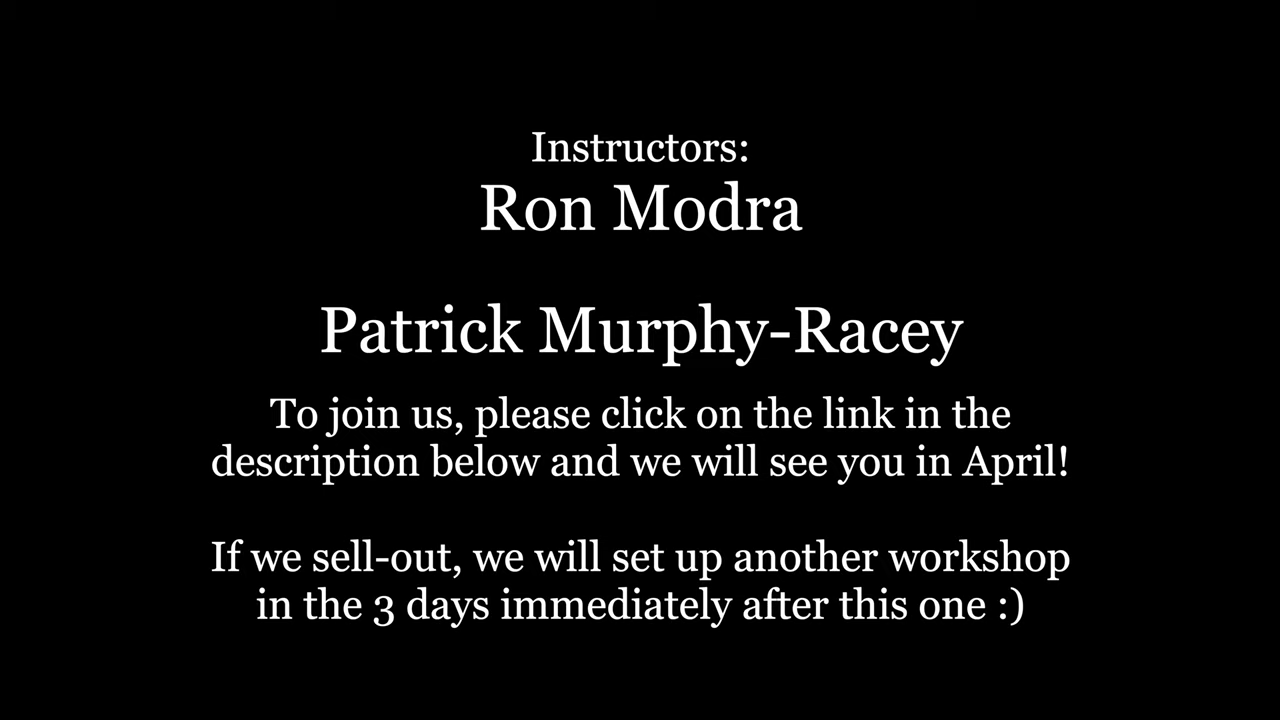 Instructors:
Ron Modra
Patrick Murphy-Racey
To join us, please click on the link in the
description below and we will see you in April!
If we sell-out, we will set up another workshop
in the 3 days immediately after this one :)